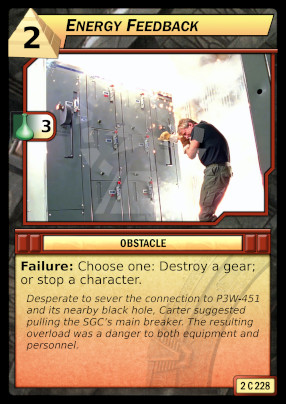 2
ENERGY FEEDBACK
3
OBSTACLE
Failure: Choose one: Destroy a gear;
or stop a character.
Desperate to sever the connection to P3W-451
and its nearby black hole, Carter suggested
pulling the SGC's main breaker. The resulting
overload was a danger to both equipment and
personnel.
2 C 228